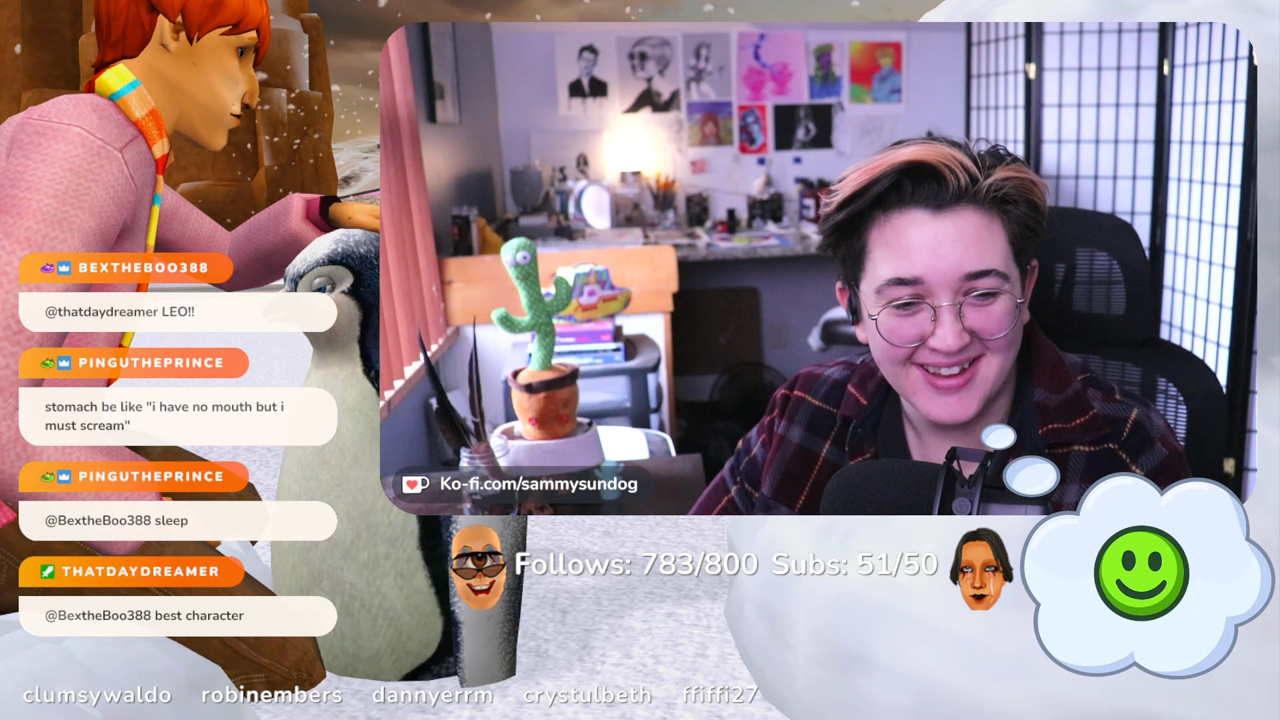 BEXTHEBOO388
@thatdaydreamer LEO!!
PINGUTHEPRINCE
stomach be like "i have no mouth but i
must scream"
PINGUTHEPRINCE
@BextheBoo388 sleep
THATDAYDREAMER
@BextheBoo388 best character
Ko-fi.com/sammysundog
Follows: 783/800 Subs: 51/50
clumsywaldo robinembers dannyerrm crystulbeth ffiffi27